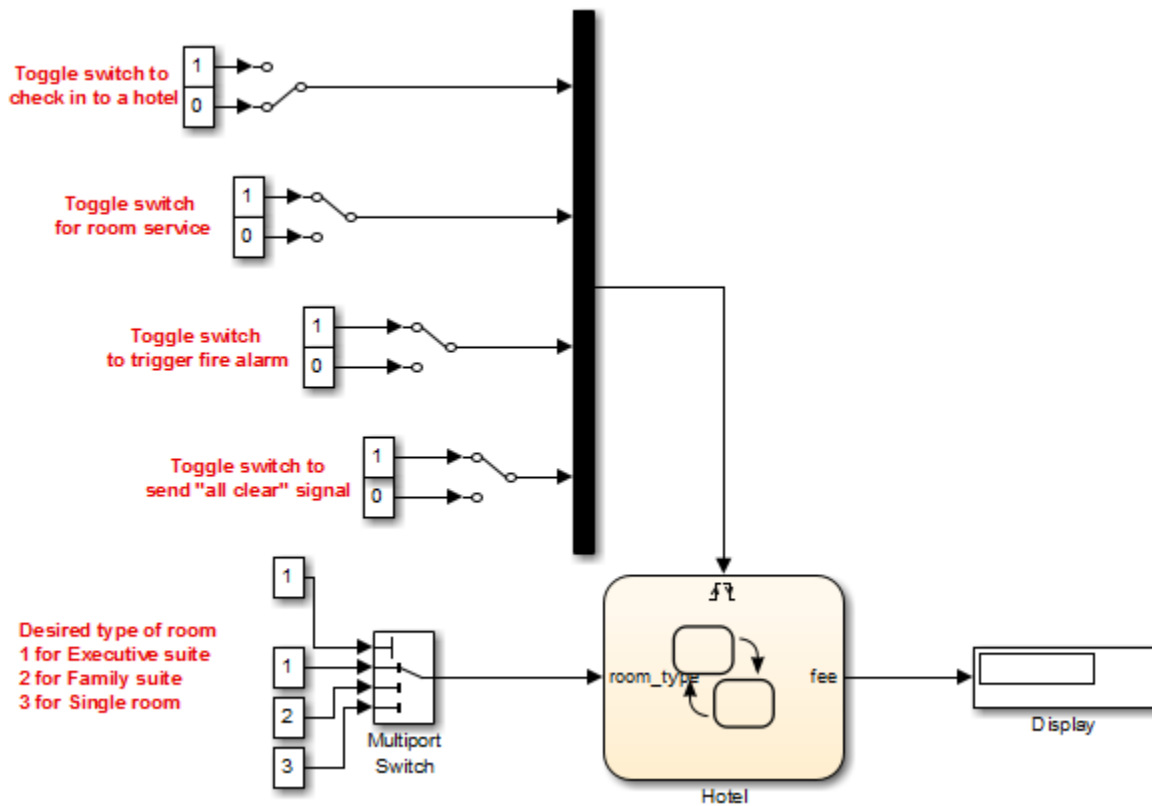 Toggle switch to
check in to a hotel
1
0
Toggle switch
for room service
1
0
Toggle switch
to trigger fire alarm
1
0
Toggle switch to
send "all clear" signal
1
0
Desired type of room
1 for Executive suite
2 for Family suite
3 for Single room
1
1
2
3
Multiport
Switch
room_type
fee
Hotel
Display